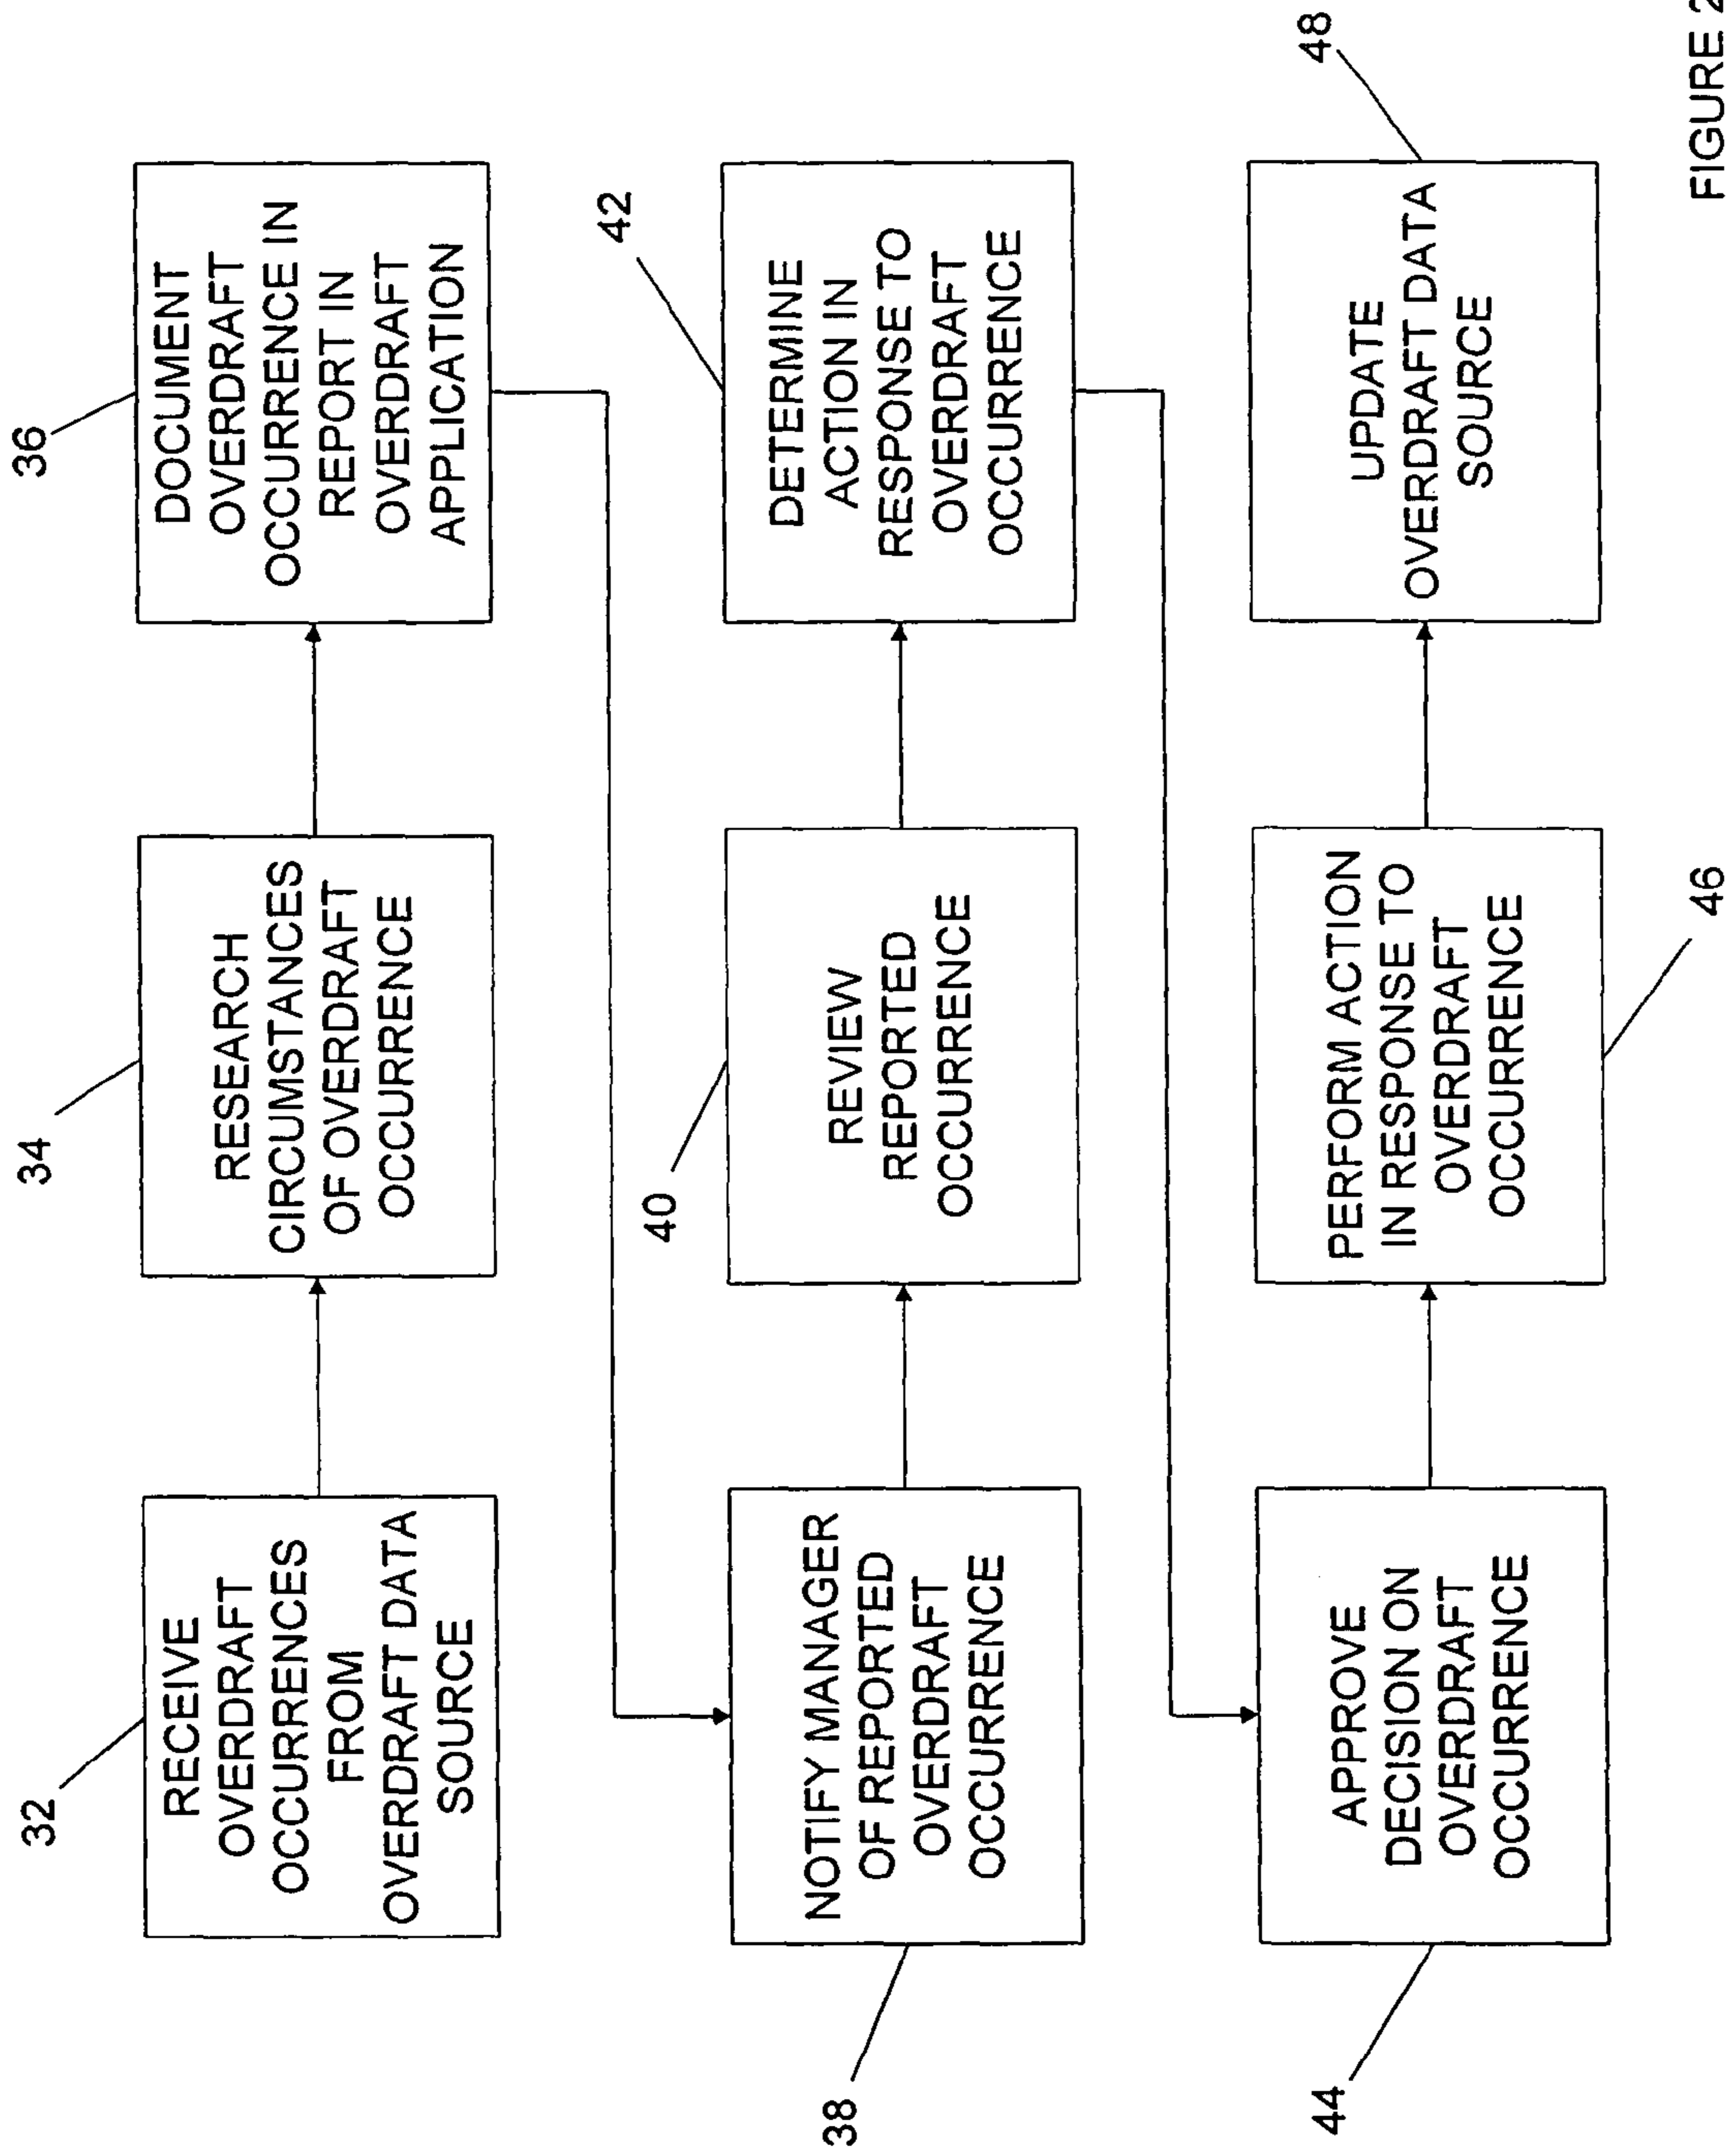 32
RECEIVE
OVERDRAFT
OCCURRENCES
FROM
OVERDRAFT DATA
SOURCE
34
RESEARCH
CIRCUMSTANCES
OF OVERDRAFT
OCCURRENCE
36
DOCUMENT
OVERDRAFT
OCCURRENCE IN
REPORT IN
OVERDRAFT
APPLICATION
38
NOTIFY MANAGER
OF REPORTED
OVERDRAFT
OCCURRENCE
40
REVIEW
REPORTED
OCCURRENCE
42
DETERMINE
ACTION IN
RESPONSE TO
OVERDRAFT
OCCURRENCE
44
APPROVE
DECISION ON
OVERDRAFT
OCCURRENCE
46
PERFORM ACTION
IN RESPONSE TO
OVERDRAFT
OCCURRENCE
48
UPDATE
OVERDRAFT DATA
SOURCE
FIGURE 2